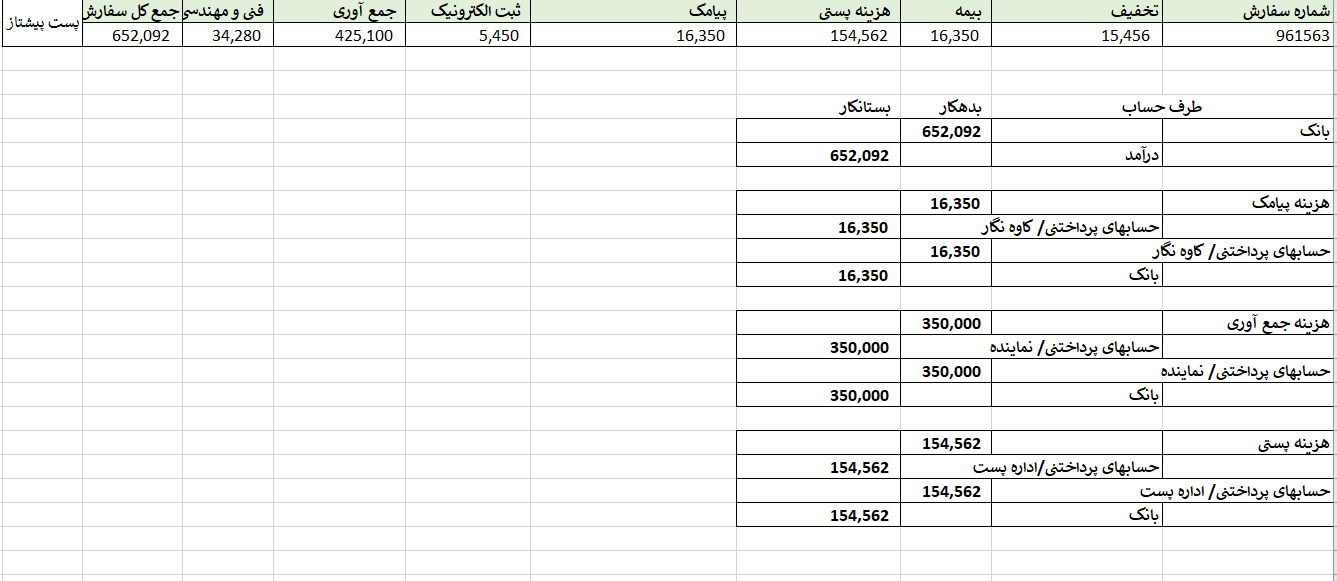 شماره سفارش تخفیف بیمه هزینه پستی پیامک ثبت الکترونیک جمع آوری فنی و مهندسی جمع کل سفارش پست پیشتاز
961563 15,456 16,350 154,562 16,350 5,450 425,100 34,280 652,092
طرف حساب بدهکار بستانکار
بانک 652,092
درآمد 652,092
هزینه پیامک 16,350
حسابهای پرداختنی/ کاوه نگار 16,350
حسابهای پرداختنی/ کاوه نگار 16,350
بانک 16,350
هزینه جمع آوری 350,000
حسابهای پرداختنی/ نماینده 350,000
حسابهای پرداختنی/ نماینده 350,000
بانک 350,000
هزینه پستی 154,562
حسابهای پرداختنی/اداره پست 154,562
حسابهای پرداختنی/ اداره پست 154,562
بانک 154,562